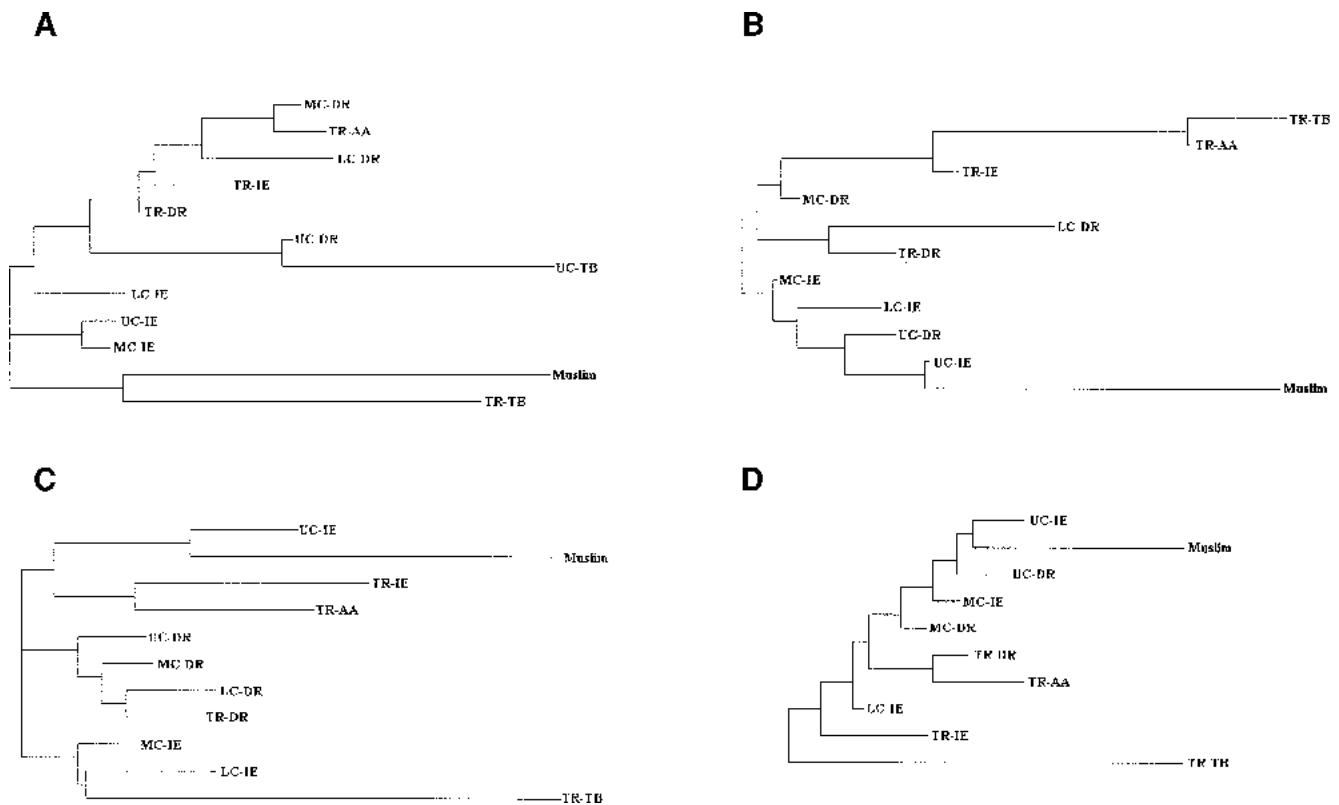 A
MC-DR
TR-AA
LC-DR
TR-IE
TR-DR
UC-DR
UC-TB
LC-IE
UC-IE
MC-IE
Muslim
TR-TB
B
TR-TB
TR-AA
TR-IE
MC-DR
LC-DR
TR-DR
MC-IE
LC-IE
UC-DR
UC-IE
Muslim
C
UC-IE
Muslim
TR-IE
TR-AA
UC-DR
MC-DR
LC-DR
TR-DR
MC-IE
LC-IE
TR-TB
D
UC-IE
Muslim
UC-DR
MC-IE
MC-DR
TR-DR
TR-AA
LC-IE
TR-IE
TR-TB